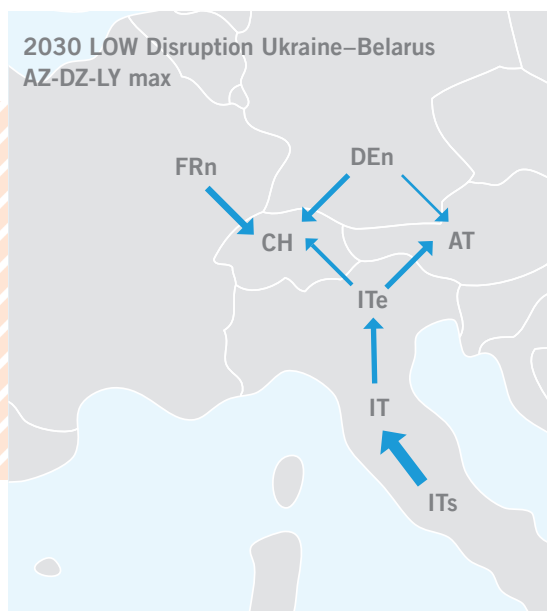 2030 LOW Disruption Ukraine–Belarus
AZ-DZ-LY max
FRn
DEn
CH
AT
ITe
IT
ITs